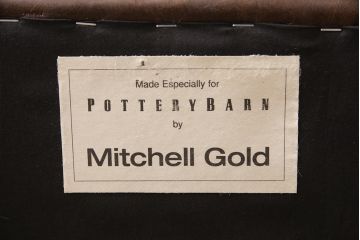 Made Especially for
POTTERYBARN
by
Mitchell Gold